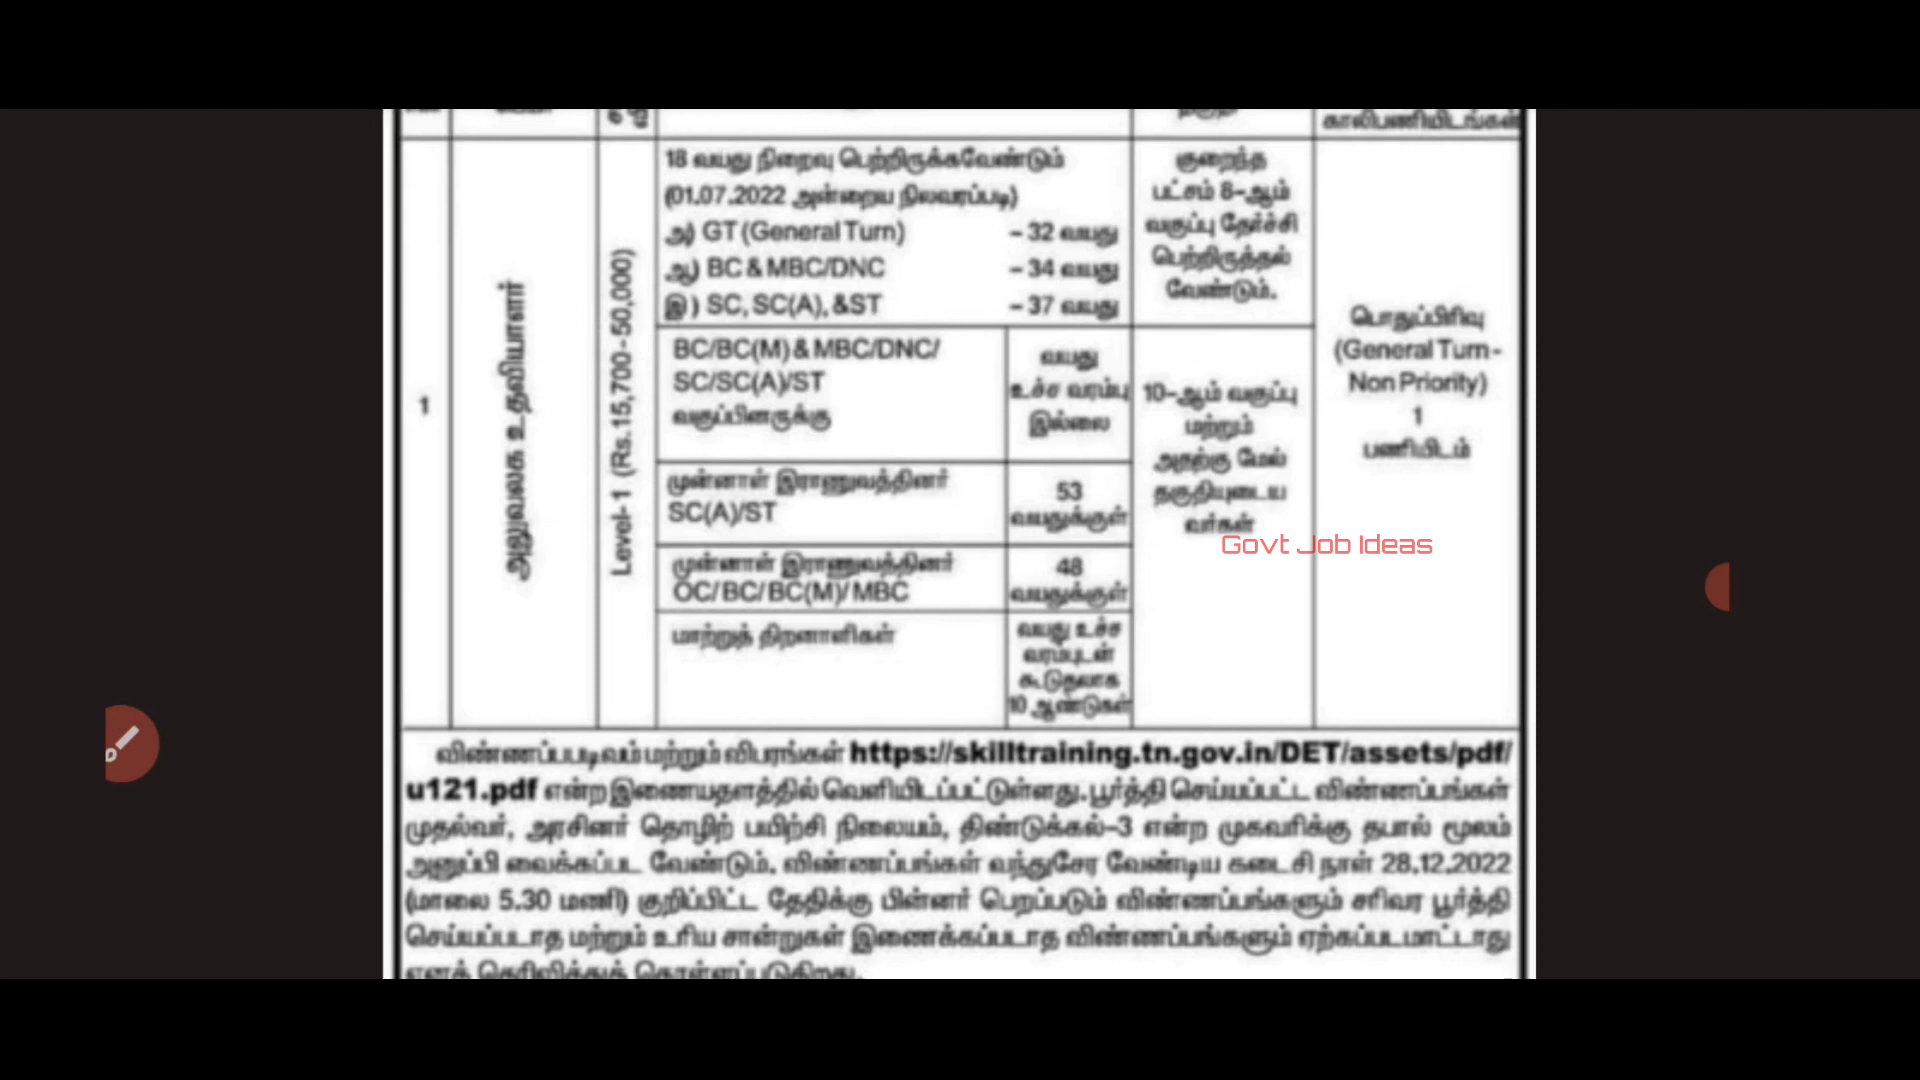 காலிபணியிடங்கள்
1
அலுவலக உதவியாளர்
Level-1 (Rs.15,700-50,000)
18 வயது நிறைவு பெற்றிருக்கவேண்டும்
(01.07.2022 அன்றைய நிலவரப்படி)
அ) GT (General Turn) – 32 வயது
ஆ) BC & MBC/DNC – 34 வயது
இ) SC, SC(A), &ST – 37 வயது
குறைந்த
பட்சம் 8-ஆம்
வகுப்பு தேர்ச்சி
பெற்றிருத்தல்
வேண்டும்.
BC/BC(M) & MBC/DNC/
SC/SC(A)/ST
வகுப்பினருக்கு
வயது
உச்ச வரம்பு
இல்லை
முன்னாள் இராணுவத்தினர்
SC(A)/ST
53
வயதுக்குள்
முன்னாள் இராணுவத்தினர்
OC/BC/BC(M)/MBC
48
வயதுக்குள்
மாற்றுத் திறனாளிகள்
வயது உச்ச
வரம்புடன்
கூடுதலாக
10 ஆண்டுகள்
10-ஆம் வகுப்பு
மற்றும்
அதற்கு மேல்
தகுதியுடைய
வர்கள்
பொதுப்பிரிவு
(General Turn -
Non Priority)
1
பணியிடம்
Govt Job Ideas
விண்ணப்படிவம் மற்றும் விபரங்கள் https://skilltraining.tn.gov.in/DET/assets/pdf/
u121.pdf என்ற இணையதளத்தில் வெளியிடப்பட்டுள்ளது. பூர்த்தி செய்யப்பட்ட விண்ணப்பங்கள்
முதல்வர், அரசினர் தொழிற் பயிற்சி நிலையம், திண்டுக்கல்-3 என்ற முகவரிக்கு தபால் மூலம்
அனுப்பி வைக்கப்பட வேண்டும். விண்ணப்பங்கள் வந்துசேர வேண்டிய கடைசி நாள் 28.12.2022
(மாலை 5.30 மணி) குறிப்பிட்ட தேதிக்கு பின்னர் பெறப்படும் விண்ணப்பங்களும் சரிவர பூர்த்தி
செய்யப்படாத மற்றும் உரிய சான்றுகள் இணைக்கப்படாத விண்ணப்பங்களும் ஏற்கப்படமாட்டாது
எனத் தெரிவித்துக் கொள்ளப்படுகிறது.